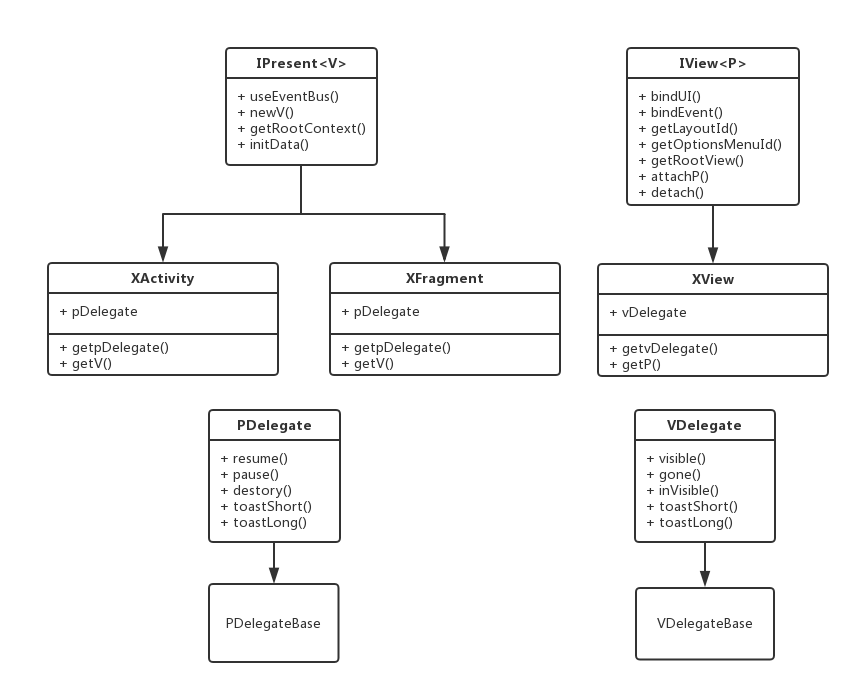 IPresent<V>
+ useEventBus()
+ newV()
+ getRootContext()
+ initData()
IView<P>
+ bindUI()
+ bindEvent()
+ getLayoutId()
+ getOptionsMenuId()
+ getRootView()
+ attachP()
+ detach()
XActivity
+ pDelegate
+ getpDelegate()
+ getV()
XFragment
+ pDelegate
+ getpDelegate()
+ getV()
XView
+ vDelegate
+ getvDelegate()
+ getP()
PDelegate
+ resume()
+ pause()
+ destory()
+ toastShort()
+ toastLong()
VDelegate
+ visible()
+ gone()
+ inVisible()
+ toastShort()
+ toastLong()
PDelegateBase
VDelegateBase